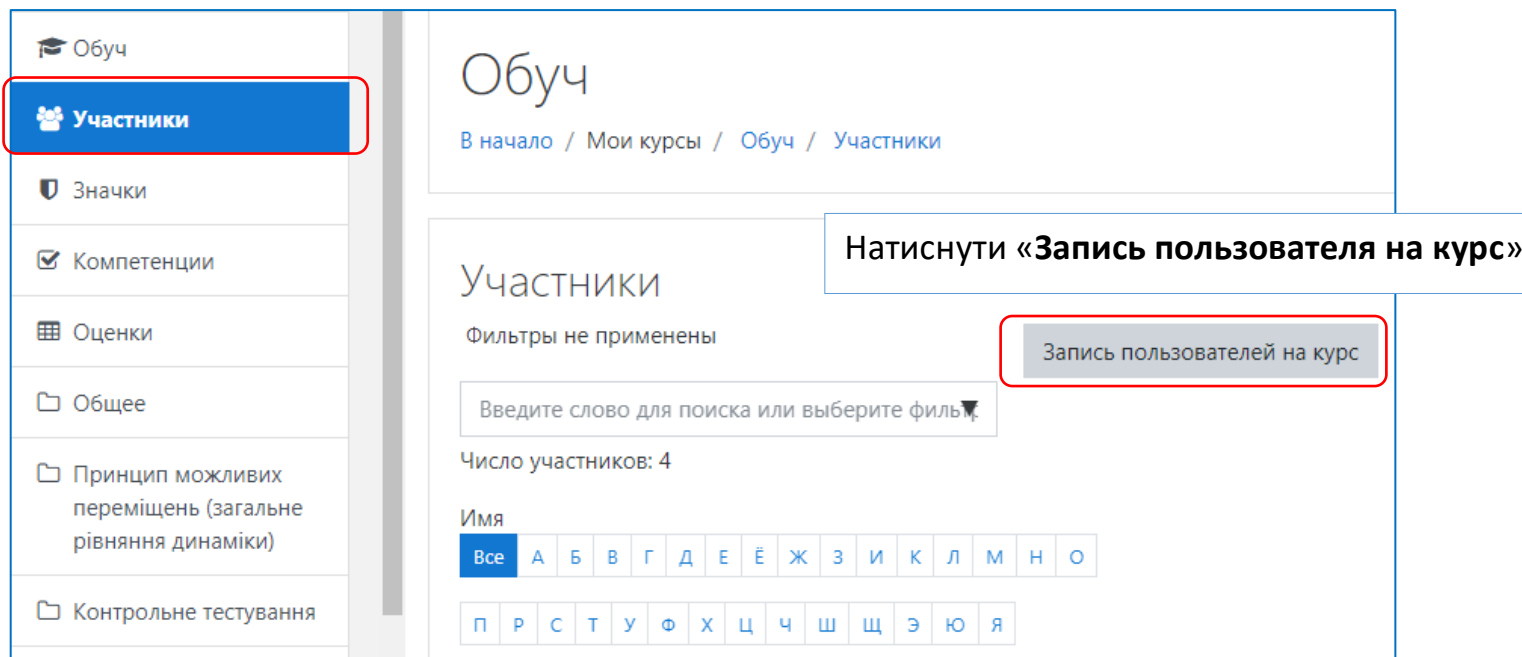 Обуч
Участники
Значки
Компетенции
Оценки
Общее
Принцип можливих
переміщень (загальне
рівняння динаміки)
Контрольне тестування
Обуч
В начало / Мои курсы / Обуч / Участники
Натиснути «Запись пользователя на курс»
Участники
Фильтры не применены
Запись пользователей на курс
Введите слово для поиска или выберите фильт
Число участников: 4
Имя
Все А Б В Г Д Е Ё Ж З И К Л М Н О
П Р С Т У Ф Х Ц Ч Ш Щ Э Ю Я